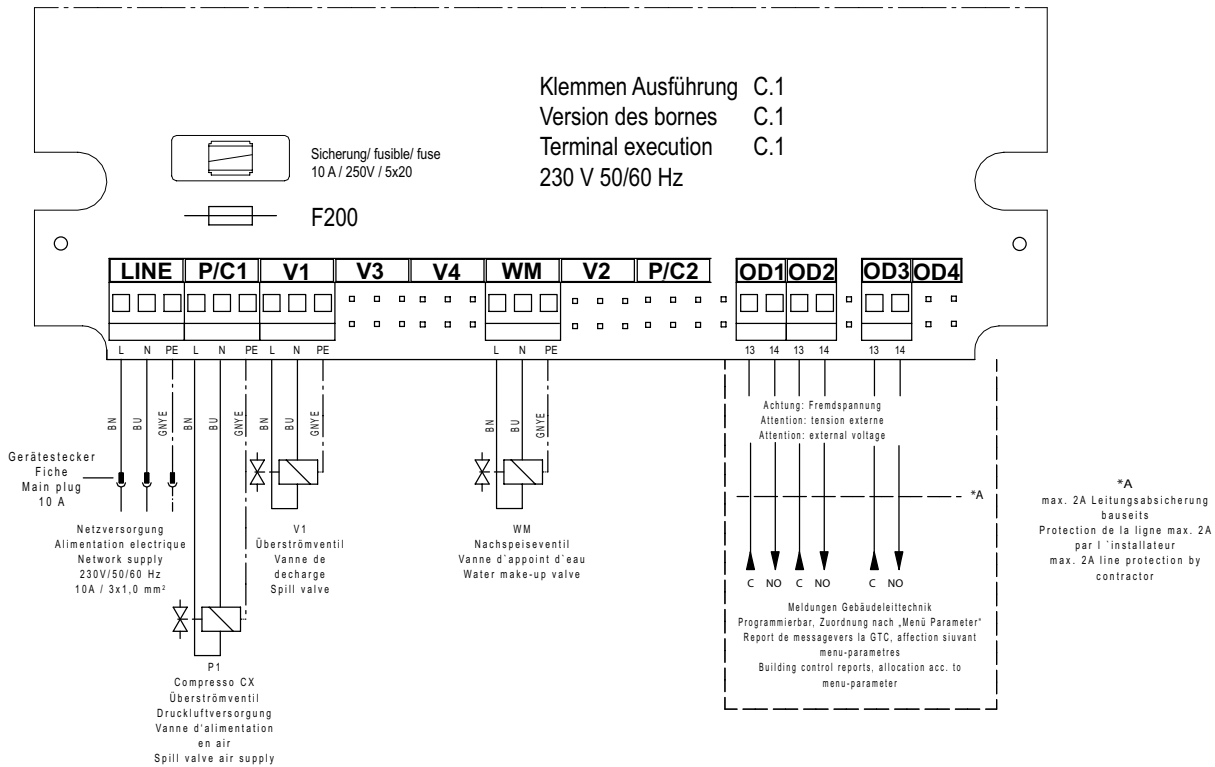 Klemmen Ausführung C.1
Version des bornes C.1
Terminal execution C.1
230 V 50/60 Hz
Sicherung/ fusible/ fuse
10 A / 250V / 5x20
F200
LINE P/C1 V1 V3 V4 WM V2 P/C2 OD1 OD2 OD3 OD4
L N PE L N PE L N PE L N PE 13 14 13 14 13 14
BN BU GNYE BN BU GNYE BN BU GNYE BN BU GNYE
Achtung: Fremdspannung
Attention: tension externe
Attention: external voltage
Gerätestecker
Fiche
Main plug
10 A
Netzversorgung
Alimentation electrique
Network supply
230V/50/60 Hz
10A / 3x1,0 mm²
V1
Überströmventil
Vanne de
decharge
Spill valve
WM
Nachspeiseventil
Vanne d`appoint d`eau
Water make-up valve
*A
*A
max. 2A Leitungsabsicherung
bauseits
Protection de la ligne max. 2A
par l `installateur
max. 2A line protection by
contractor
C NO C NO C NO
Meldungen Gebäudeleittechnik
Programmierbar, Zuordnung nach „Menü Parameter"
Report de messagevers la GTC, affection siuvant
menu-parametres
Building control reports, allocation acc. to
menu-parameter
P1
Compresso CX
Überströmventil
Druckluftversorgung
Vanne d'alimentation
en air
Spill valve air supply